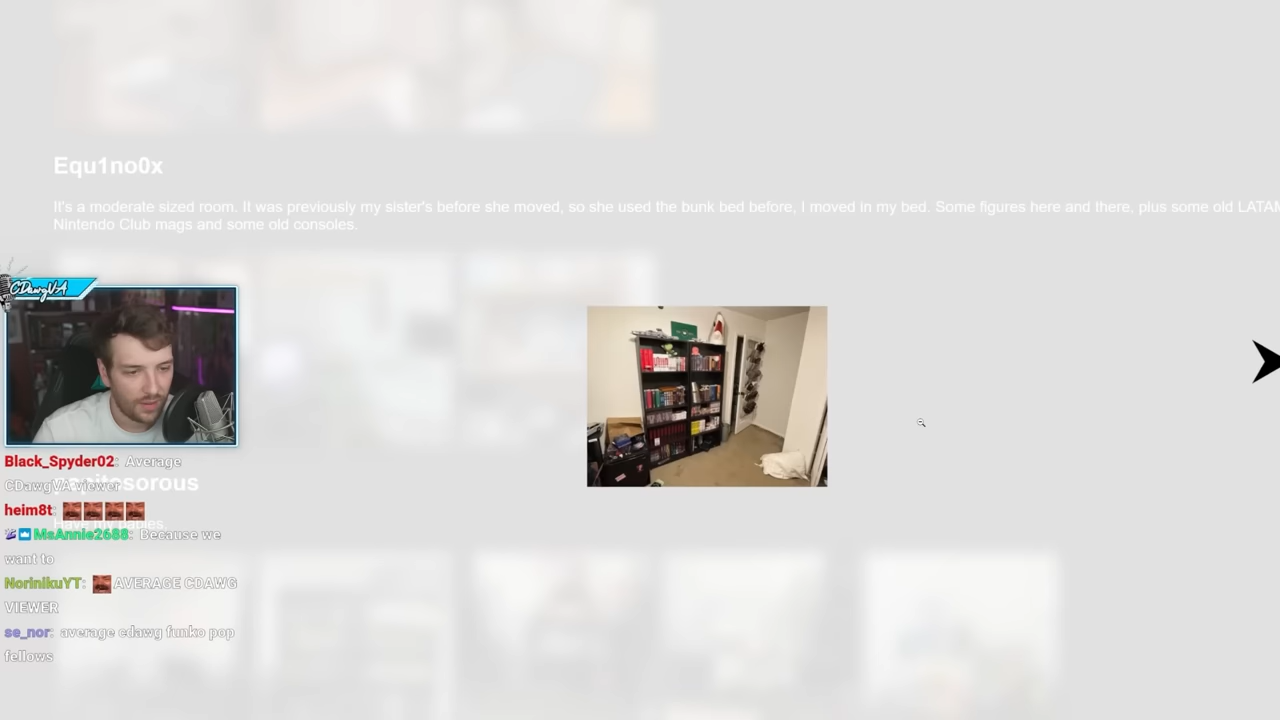 Equ1no0x
It's a moderate sized room. II was previously my sister's before she moved, so she used the bunk bed before, I moved in my bed. Some figures here and there, plus some old LATAM
Nintendo Club mags and some old consoles.
CDawgVA
Black_Spyder02: Average
CDawgVA viewer
sorous
heim8t:
MsAnnie2688: Because we
want to
NorinikuYT: AVERAGE CDAWG
VIEWER
se_nor: average cdawg funko pop
fellows